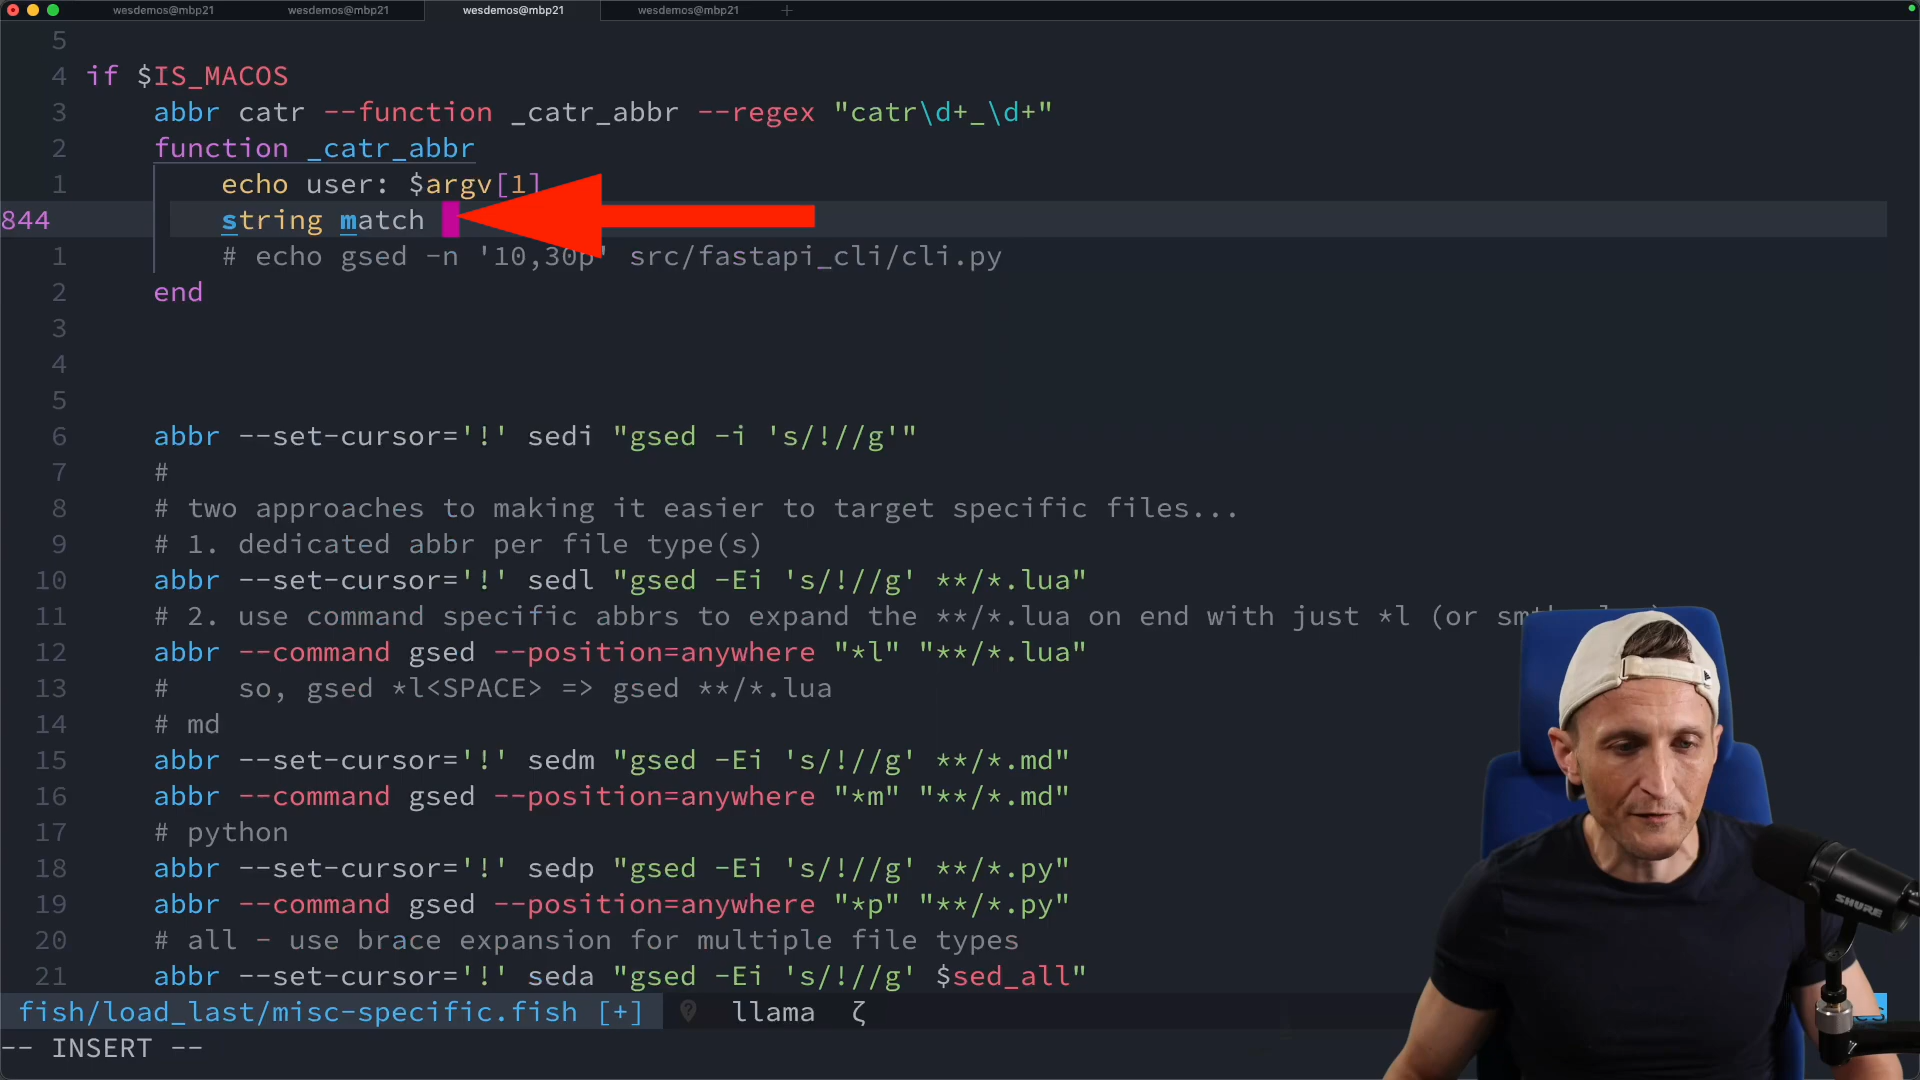 wesdemos@mbp21 wesdemos@mbp21 wesdemos@mbp21 wesdemos@mbp21 +
5
4 if $IS_MACOS
3 abbr catr --function _catr_abbr --regex "catr\d+_\d+"
2 function _catr_abbr
1 echo user: $argv[1]
844 string match
1 # echo gsed -n '10,30p' src/fastapi_cli/cli.py
2 end
3
4
5
6 abbr --set-cursor='!' sedi "gsed -i 's/!//g'"
7 #
8 # two approaches to making it easier to target specific files...
9 # 1. dedicated abbr per file type(s)
10 abbr --set-cursor='!' sedl "gsed -Ei 's/!//g' **/*.lua"
11 # 2. use command specific abbrs to expand the **/*.lua on end with just *l (or
12 abbr --command gsed --position=anywhere "*l" "**/*.lua"
13 # so, gsed *l<SPACE> => gsed **/*.lua
14 # md
15 abbr --set-cursor='!' sedm "gsed -Ei 's/!//g' **/*.md"
16 abbr --command gsed --position=anywhere "*m" "**/*.md"
17 # python
18 abbr --set-cursor='!' sedp "gsed -Ei 's/!//g' **/*.py"
19 abbr --command gsed --position=anywhere "*p" "**/*.py"
20 # all - use brace expansion for multiple file types
21 abbr --set-cursor='!' seda "gsed -Ei 's/!//g' $sed_all"
fish/load_last/misc-specific.fish [+] llama ζ
-- INSERT --
SHURE